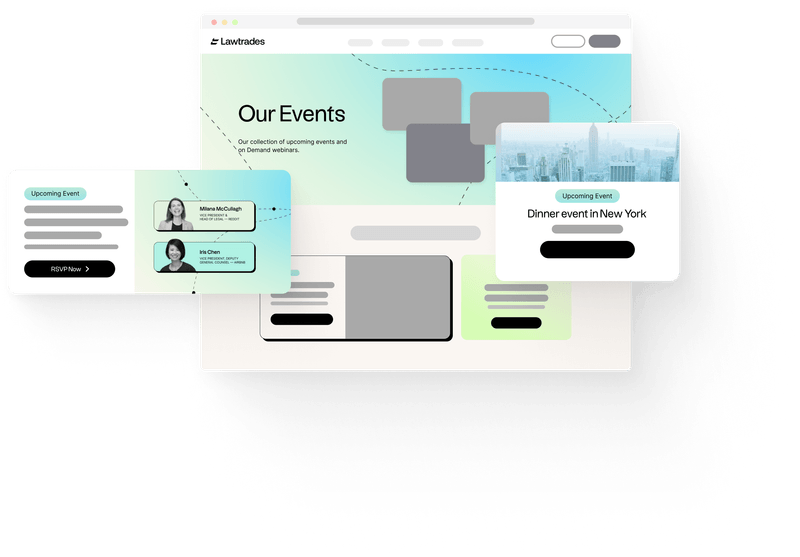 Lawtrades
Our Events
Our collection of upcoming events and
on Demand webinars.
Upcoming Event
RSVP Now
Milana McCullagh
VICE PRESIDENT &
HEAD OF LEGAL — REDDIT
Iris Chen
VICE PRESIDENT, DEPUTY
GENERAL COUNSEL — AIRBNB
Upcoming Event
Dinner event in New York